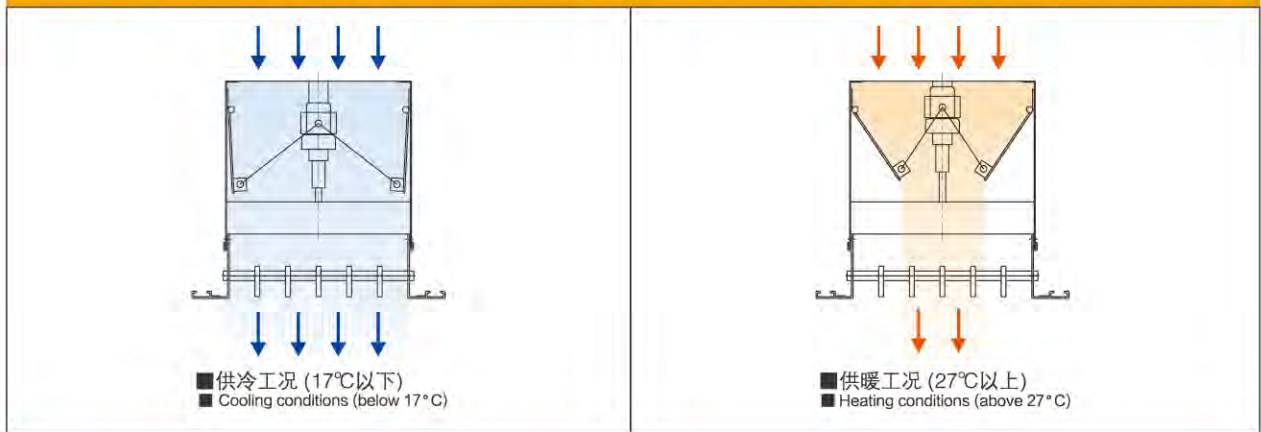 ■供冷工况 (17℃以下)
■ Cooling conditions (below 17°C)
■供暖工况 (27℃以上)
■ Heating conditions (above 27°C)